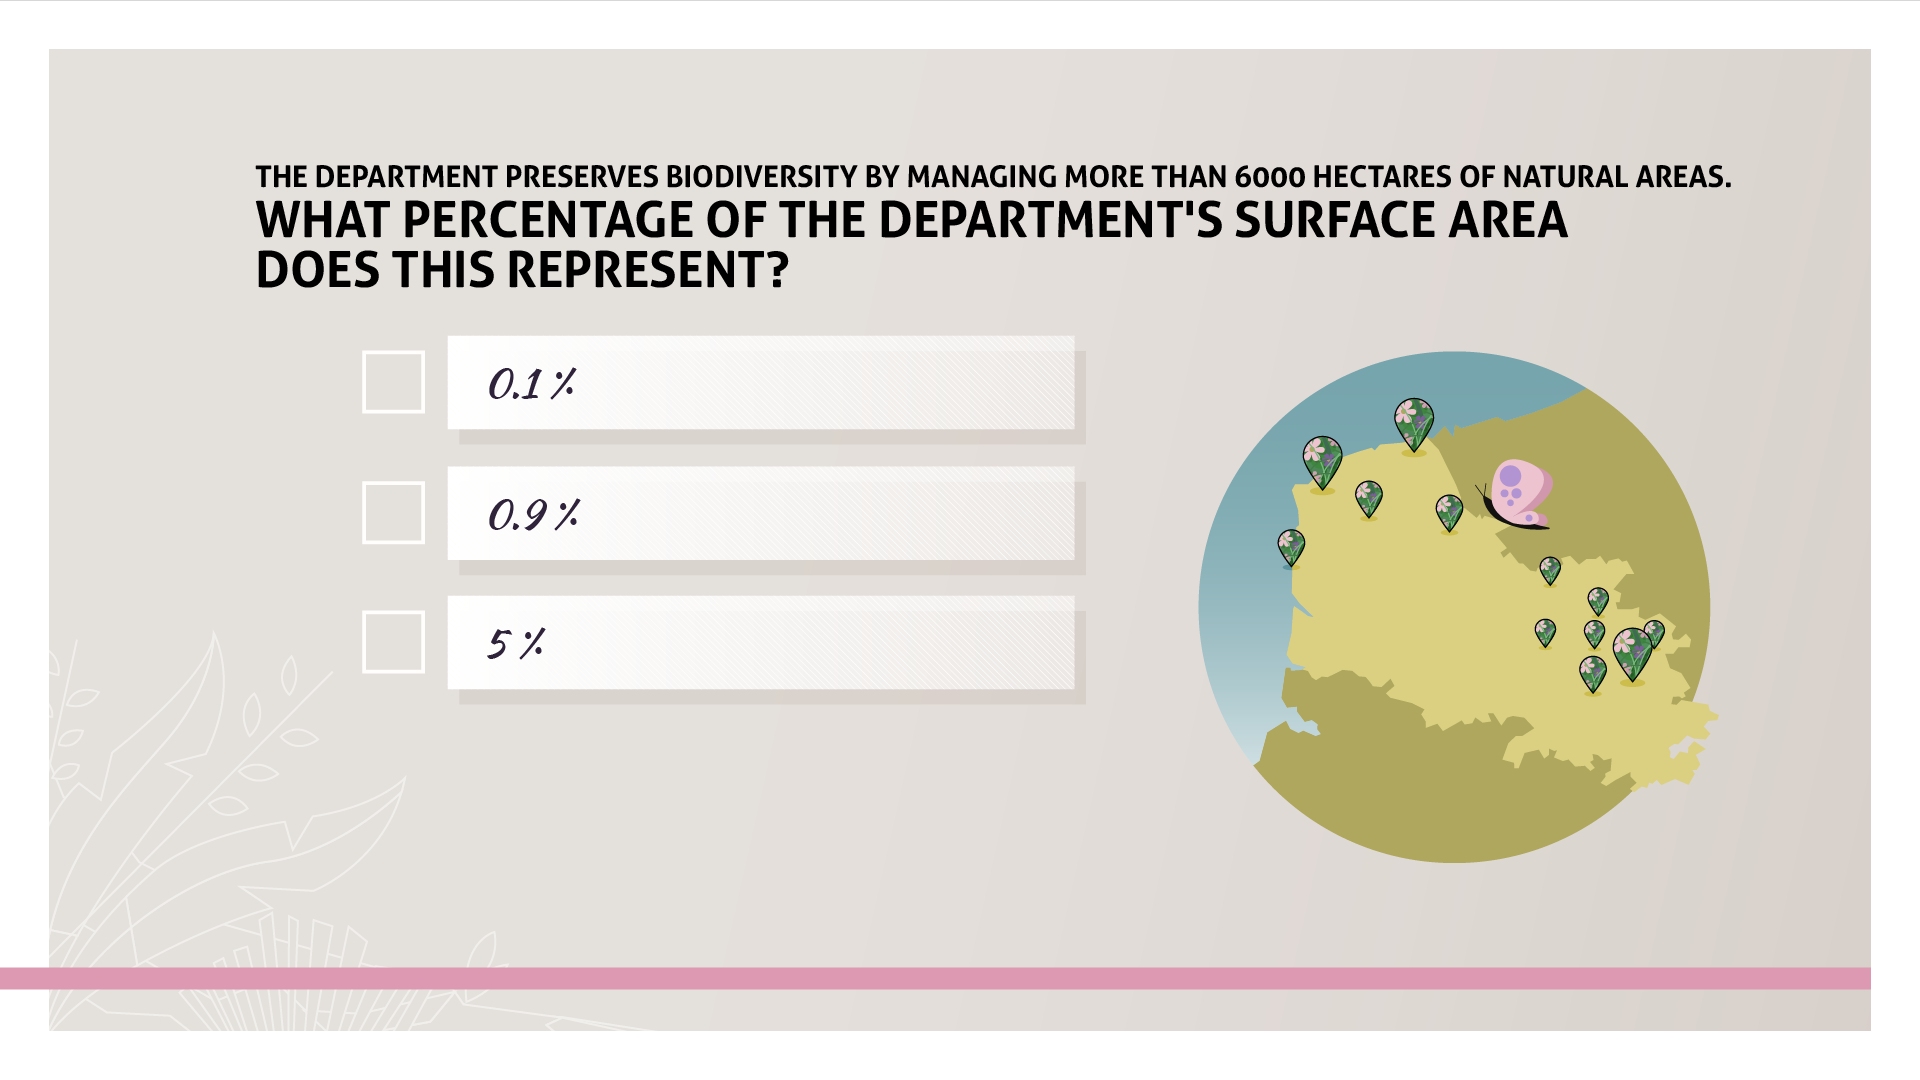 THE DEPARTMENT PRESERVES BIODIVERSITY BY MANAGING MORE THAN 6000 HECTARES OF NATURAL AREAS.
WHAT PERCENTAGE OF THE DEPARTMENT'S SURFACE AREA
DOES THIS REPRESENT?
0.1 %
0.9 %
5 %